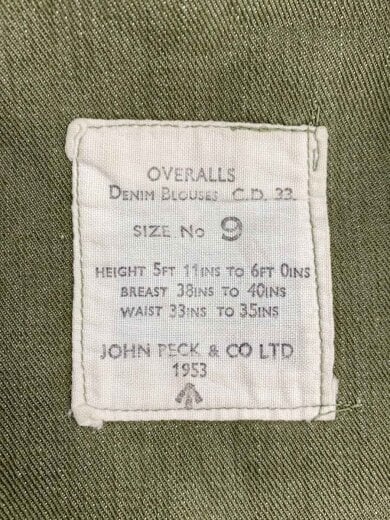 OVERALLS
DENIM BLOUSES C.D. 33.
SIZE No 9
HEIGHT 5FT 11INS TO 6FT 0INS
BREAST 38INS TO 40INS
WAIST 33INS TO 35INS
JOHN PECK & CO LTD
1953